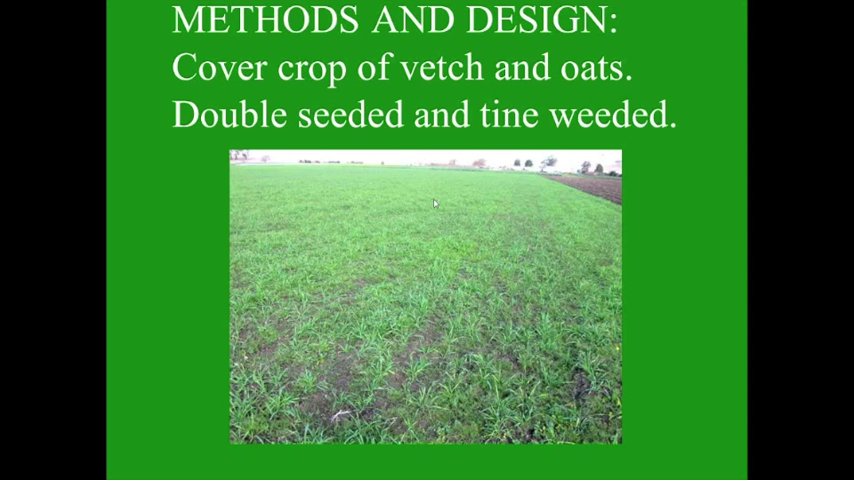 METHODS AND DESIGN:
Cover crop of vetch and oats.
Double seeded and tine weeded.